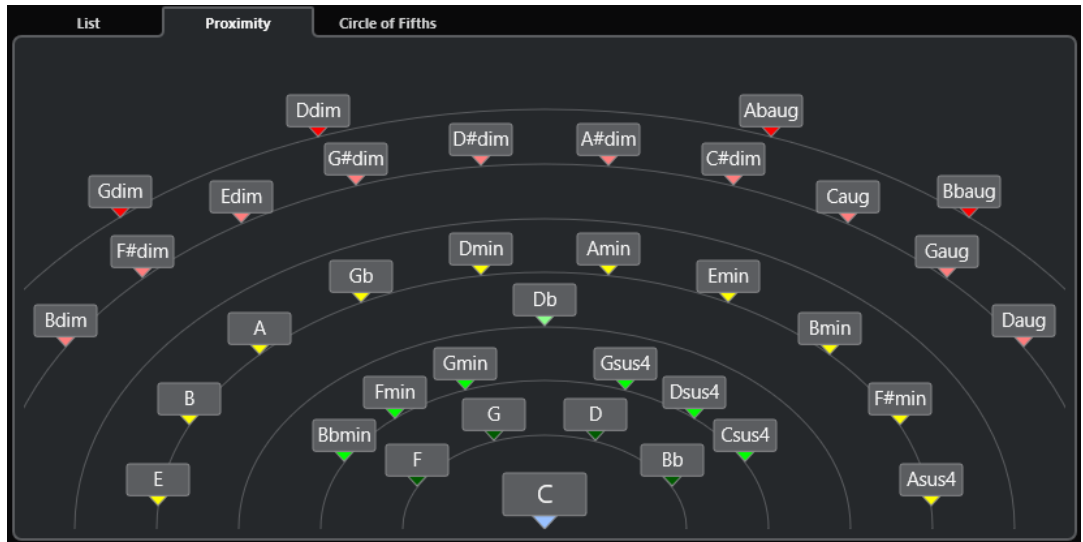 List Proximity Circle of Fifths
Ddim Abaug
G#dim D#dim A#dim C#dim
Gdim Edim Caug Bbaug
F#dim Gb Dmin Amin Emin Gaug
Bdim A Db Bmin Daug
Gmin Gsus4
B Fmin Dsus4 F#min
G D
Bbmin Csus4
F Bb
E C Asus4